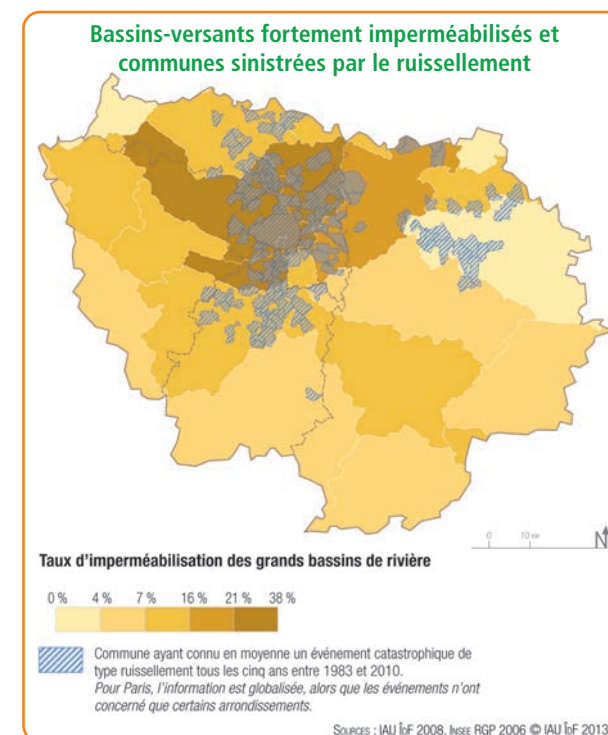 Bassins-versants fortement imperméabilisés et
communes sinistrées par le ruissellement
0 10 KM
N
Taux d'imperméabilisation des grands bassins de rivière
0 % 4 % 7 % 16 % 21 % 38 %
Commune ayant connu en moyenne un événement catastrophique de
type ruissellement tous les cinq ans entre 1983 et 2010.
Pour Paris, l'information est globalisée, alors que les événements n'ont
concerné que certains arrondissements.
Sources : IAU ÎdF 2008, Insee RGP 2006 © IAU îdF 2013